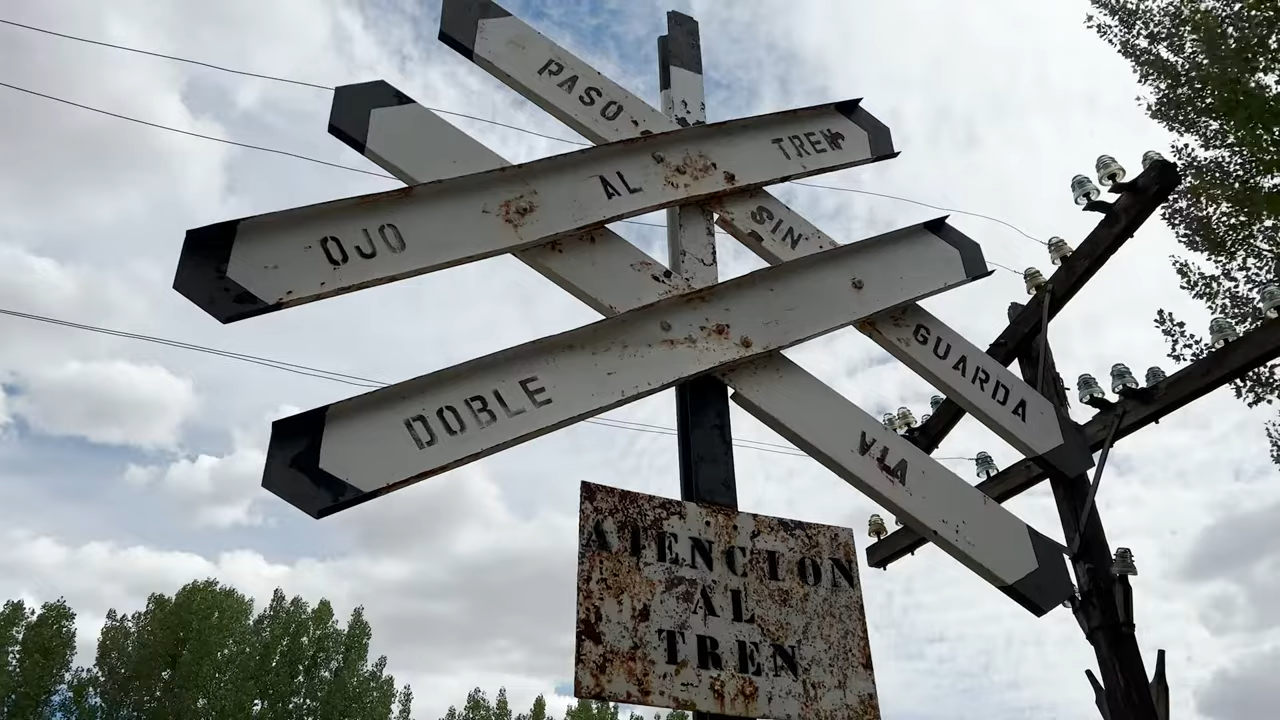 PASO SIN GUARDA
OJO AL TREN
DOBLE VIA
ATENCION
AL
TREN